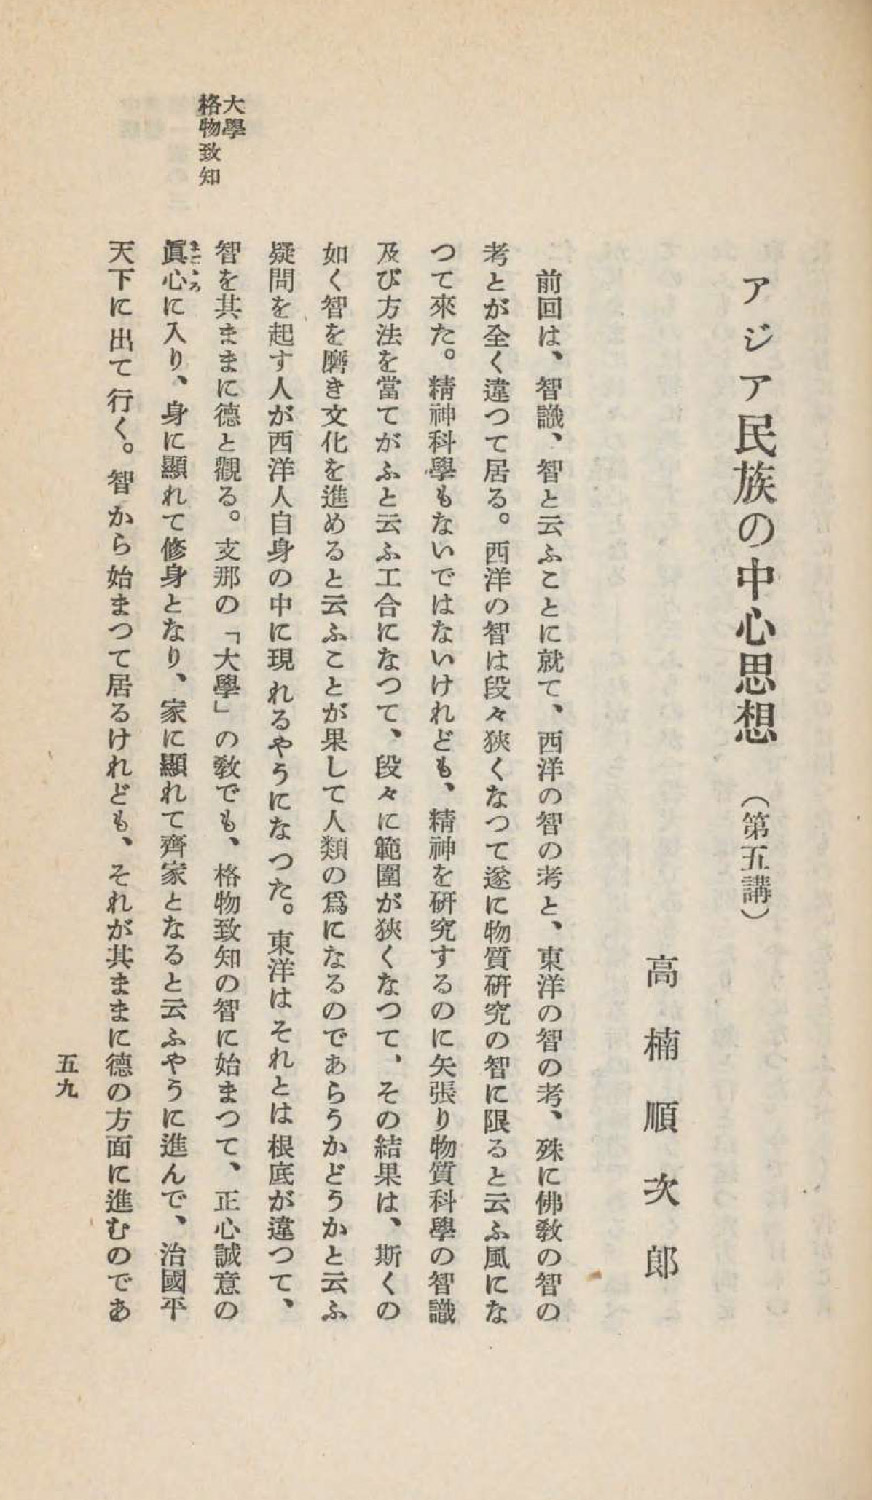 アジア民族の中心思想 (第五講)
高楠順次郎
前回は、智識、智と云ふことに就て、西洋の智の考と、東洋の智の考、殊に佛敎の智の
考とが全く違つて居る。西洋の智は段々狹くなつて遂に物質硏究の智に限ると云ふ風にな
つて來た。精神科學もないではないけれども、精神を硏究するのに矢張り物質科學の智識
及び方法を當てがふと云ふ工合になつて、段々に範圍が狹くなつて、その結果は、斯くの
如く智を磨き文化を進めると云ふことが果して人類の爲になるのであらうかどうかと云ふ
疑問を起す人が西洋人自身の中に現れるやうになつた。東洋はそれとは根底が違つて、
智を其ままに德と觀る。支那の「大學」の敎でも、格物致知の智に始まつて、正心誠意の
眞心に入り、身に顯れて修身となり、家に顯れて齊家となると云ふやうに進んで、治國平
まごころ
天下に出て行く。智から始まつて居るけれども、それが其ままに德の方面に進むのであ
大學
格物致知
五九